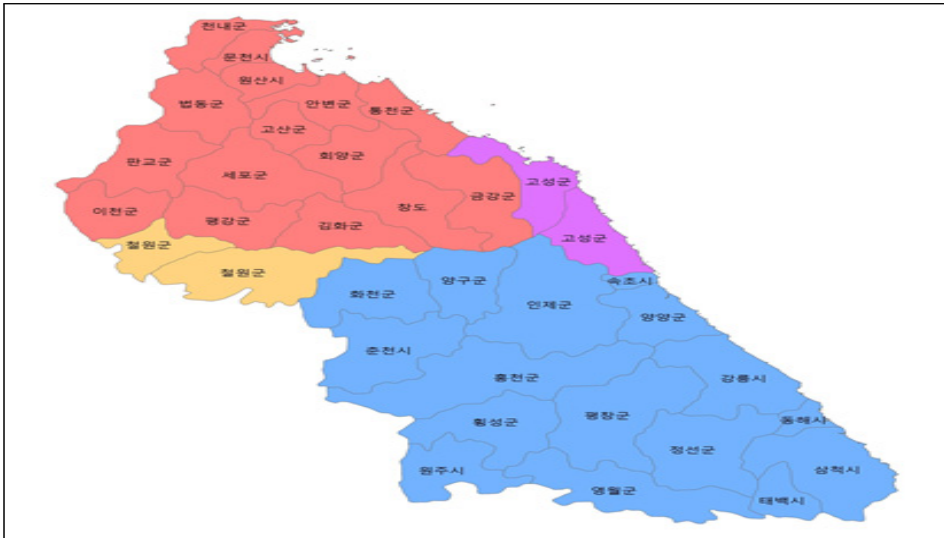 천내군
문천시
원산시
법동군
안변군
통천군
고산군
회양군
판교군
세포군
고성군
금강군
이천군
창도
평강군
김화군
고성군
철원군
철원군
속초시
양구군
화천군
인제군
양양군
춘천시
홍천군
강릉시
평창군
동해시
횡성군
정선군
원주시
삼척시
영월군
태백시